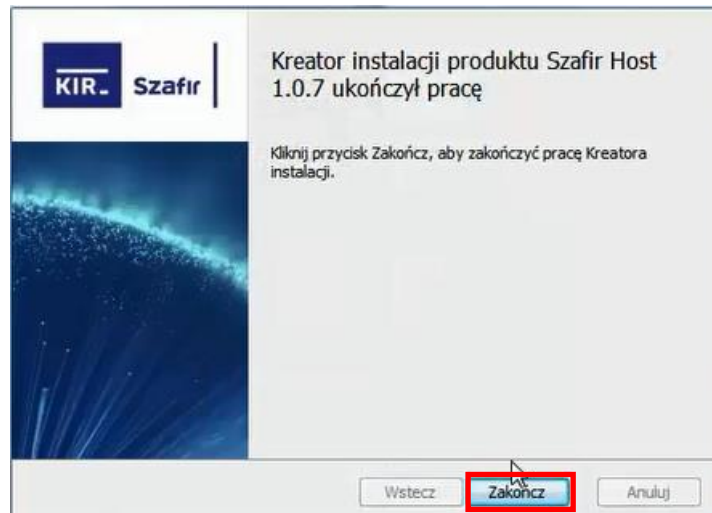 KIR Szafir
Kreator instalacji produktu Szafir Host
1.0.7 ukończył pracę
Kliknij przycisk Zakończ, aby zakończyć pracę Kreatora
instalacji.
Wstecz Zakończ Anuluj